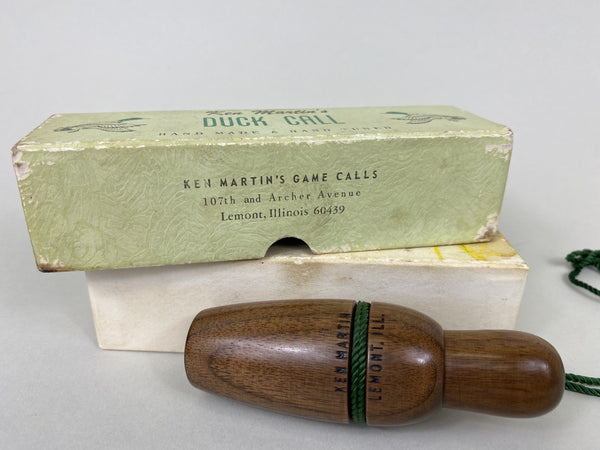 Ken Martin's
DUCK CALL
HAND MADE & HAND TUNED
KEN MARTIN'S GAME CALLS
107th and Archer Avenue
Lemont, Illinois 60439
KEN MARTIN
LEMONT, ILL.